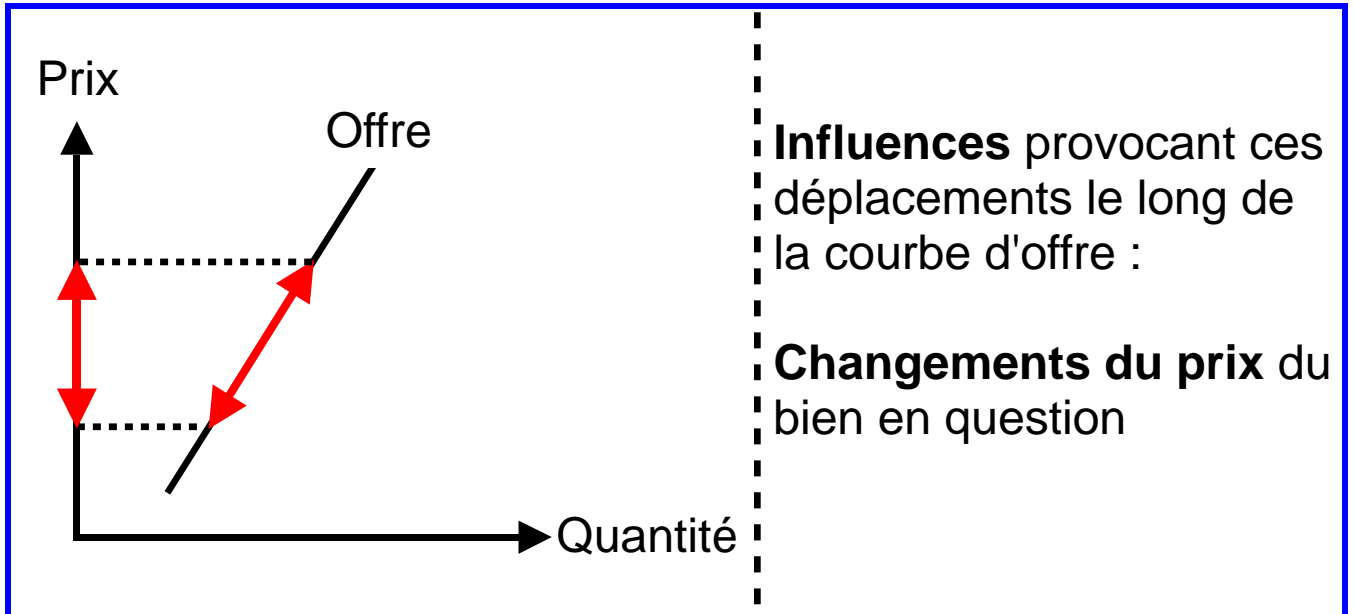 Prix
Offre
Quantité
Influences provocant ces
déplacements le long de
la courbe d'offre :
Changements du prix du
bien en question